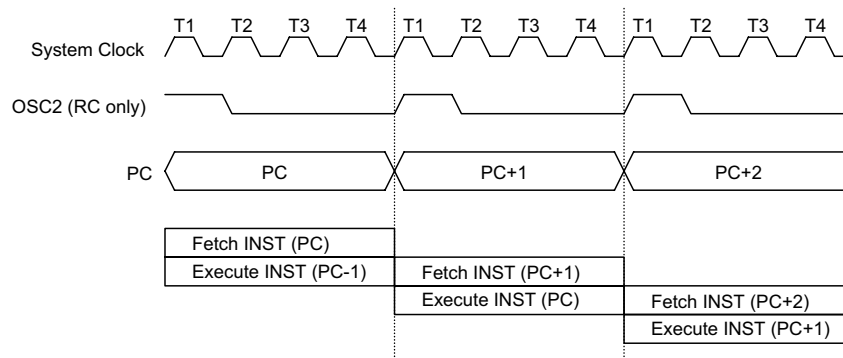 T1 T2 T3 T4 T1 T2 T3 T4 T1 T2 T3 T4
System Clock
OSC2 (RC only)
PC PC PC+1 PC+2
Fetch INST (PC)
Execute INST (PC-1) Fetch INST (PC+1)
Execute INST (PC) Fetch INST (PC+2)
Execute INST (PC+1)